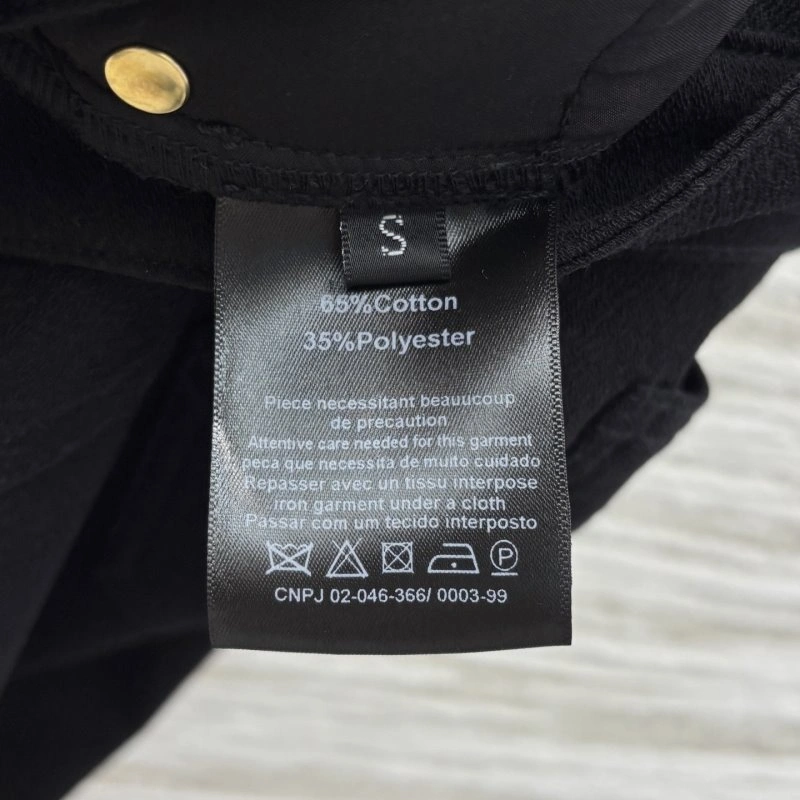 S
65%Cotton
35%Polyester
Piece necessitant beauucoup
de precaution
Attentive care needed for this garment
peca que necessita de muito cuidado
Repasser avec un tissu interpose
iron garment under a cloth
Passar com um tecido interposto
P
CNPJ 02-046-366/ 0003-99